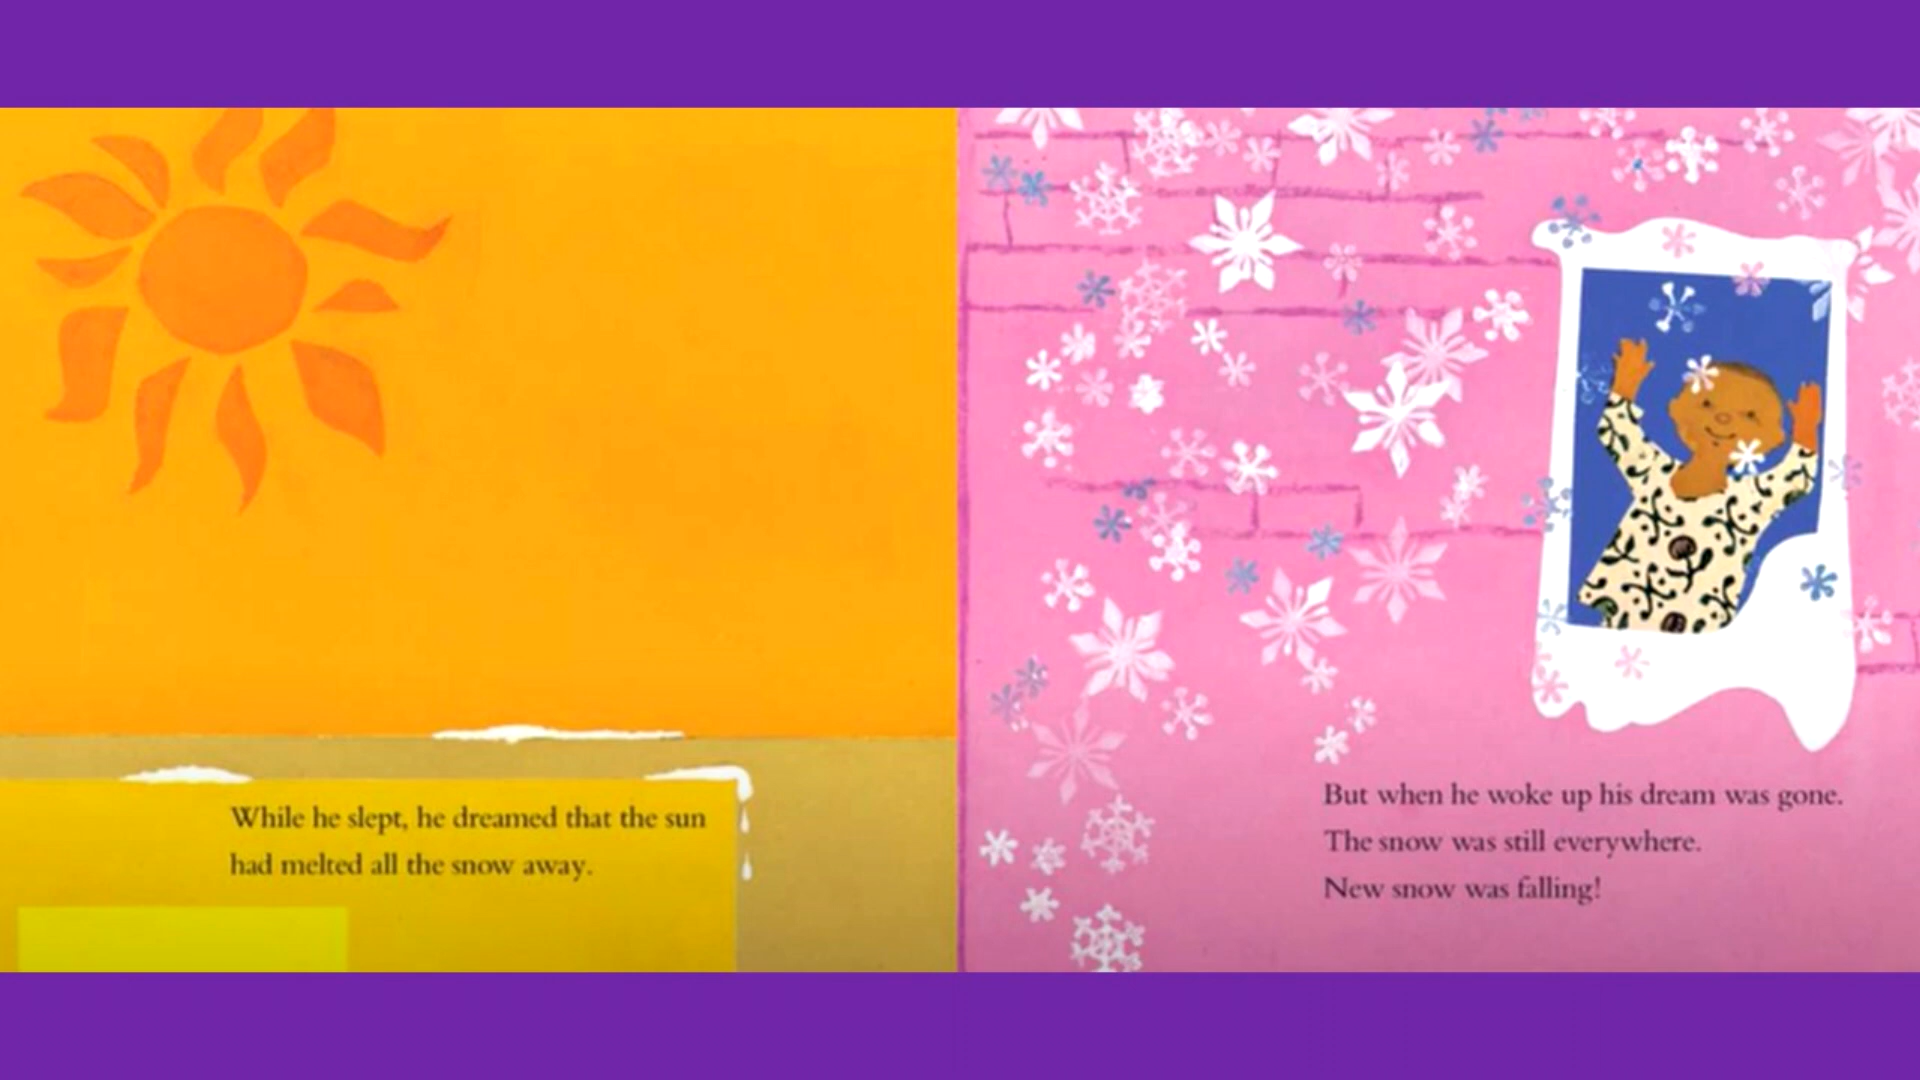 While he slept, he dreamed that the sun
had melted all the snow away.
But when he woke up his dream was gone.
The snow was still everywhere.
New snow was falling!